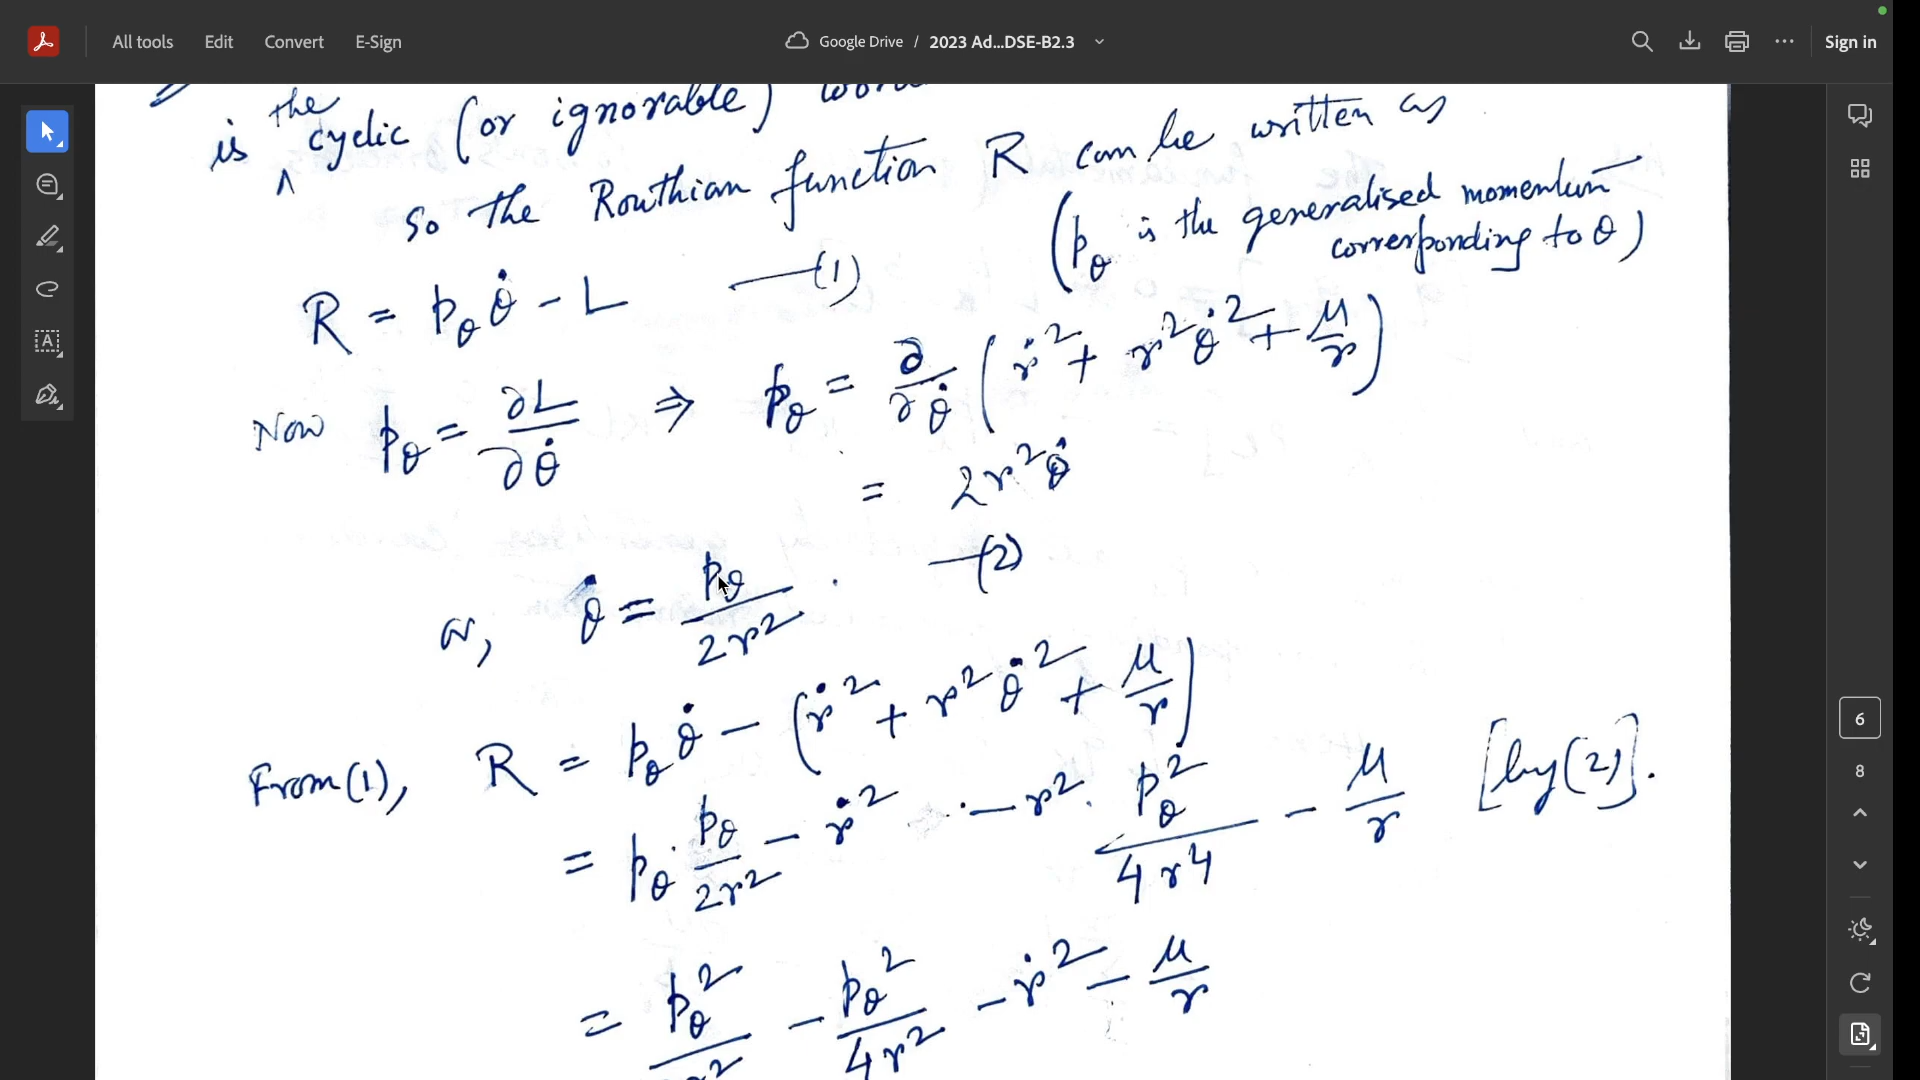 All tools Edit Convert E-Sign Google Drive / 2023 Ad...DSE-B2.3 Sign in
is the cyclic (or ignorable)
so the Routhian function R can be written as
(pθ is the generalised momentum
corresponding to θ)
R = pθ θ̇ - L —(1)
Now pθ = ∂L/∂θ̇ ⇒ pθ = ∂/∂θ̇ (ṙ² + r²θ̇² + μ/r)
= 2r²θ̇
or, θ̇ = pθ/2r² . —(2)
From (1), R = pθ θ̇ - (ṙ² + r²θ̇² + μ/r)
= pθ · pθ/2r² - ṙ² - r² · pθ²/4r⁴ - μ/r [by (2)].
= pθ²/ r² - pθ²/4r² - ṙ² - μ/r
6
8